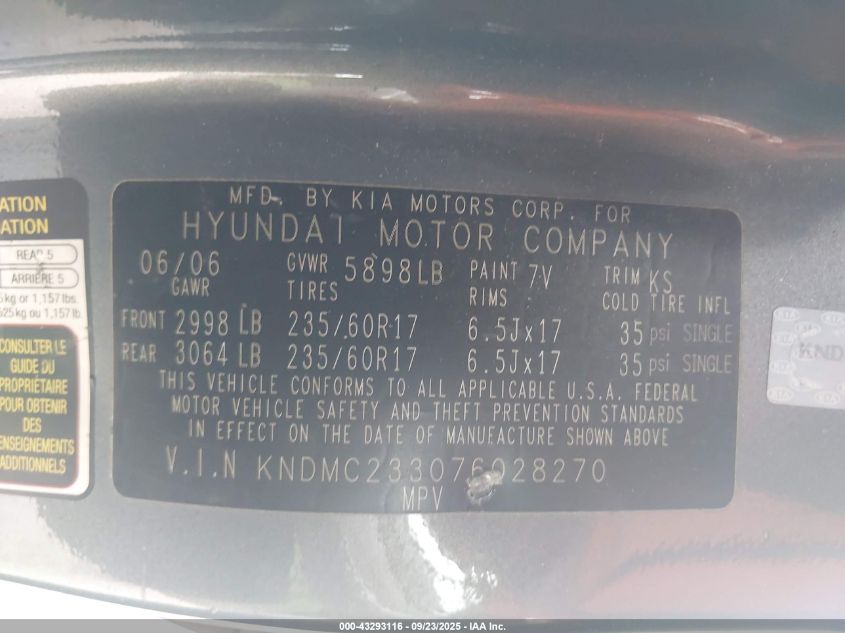 MFD. BY KIA MOTORS CORP. FOR
HYUNDAI MOTOR COMPANY
06/06 GVWR 5898LB PAINT 7V TRIM KS
GAWR TIRES RIMS COLD TIRE INFL
FRONT 2998 LB 235/60R17 6.5Jx17 35 psi SINGLE
REAR 3064 LB 235/60R17 6.5Jx17 35 psi SINGLE
THIS VEHICLE CONFORMS TO ALL APPLICABLE U.S.A. FEDERAL
MOTOR VEHICLE SAFETY AND THEFT PREVENTION STANDARDS
IN EFFECT ON THE DATE OF MANUFACTURE SHOWN ABOVE
V.I.N KNDMC233076028270
MPV
ATION
ATION
REAR 5
ARRIÈRE 5
kg or 1,157 lbs.
525 kg ou 1,157 lb.
CONSULTER LE
GUIDE DU
PROPRIÉTAIRE
POUR OBTENIR
DES
ENSEIGNEMENTS
ADDITIONNELS
KND
000-43293116 - 09/23/2025 - IAA Inc.